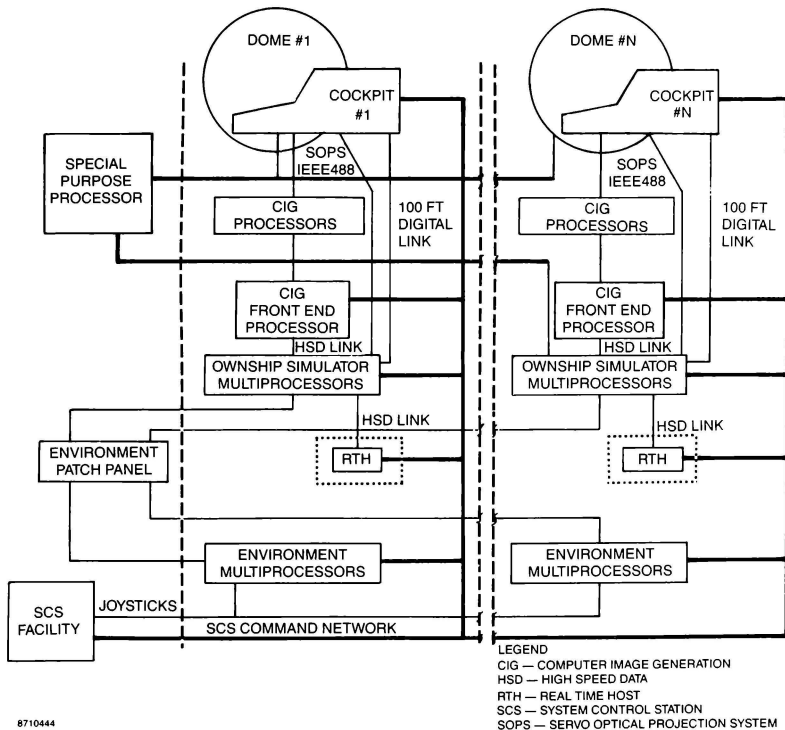 DOME #1
COCKPIT
#1
SPECIAL
PURPOSE
PROCESSOR
SOPS
IEEE488
CIG
PROCESSORS
100 FT
DIGITAL
LINK
CIG
FRONT END
PROCESSOR
HSD LINK
OWNSHIP SIMULATOR
MULTIPROCESSORS
HSD LINK
RTH
ENVIRONMENT
PATCH PANEL
ENVIRONMENT
MULTIPROCESSORS
SCS
FACILITY
JOYSTICKS
SCS COMMAND NETWORK
DOME #N
COCKPIT
#N
SOPS
IEEE488
CIG
PROCESSORS
100 FT
DIGITAL
LINK
CIG
FRONT END
PROCESSOR
HSD LINK
OWNSHIP SIMULATOR
MULTIPROCESSORS
HSD LINK
RTH
ENVIRONMENT
MULTIPROCESSORS
LEGEND
CIG — COMPUTER IMAGE GENERATION
HSD — HIGH SPEED DATA
RTH — REAL TIME HOST
SCS — SYSTEM CONTROL STATION
SOPS — SERVO OPTICAL PROJECTION SYSTEM
8710444